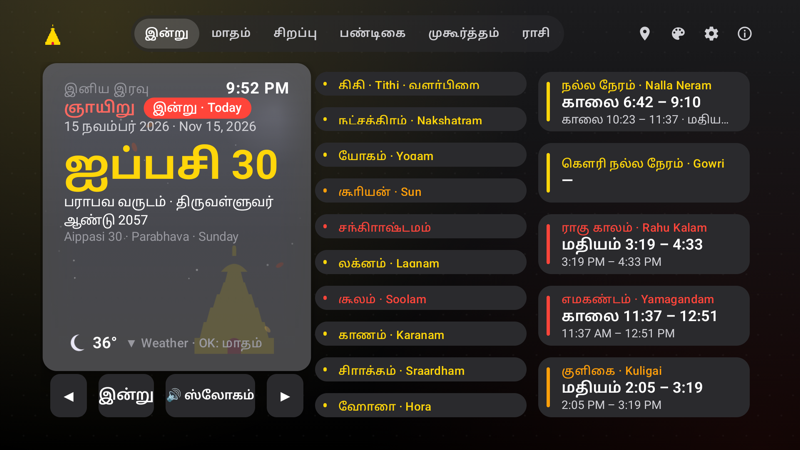 இன்று மாதம் சிறப்பு பண்டிகை முகூர்த்தம் ராசி
இனிய இரவு 9:52 PM
ஞாயிறு இன்று · Today
15 நவம்பர் 2026 · Nov 15, 2026
ஐப்பசி 30
பராபவ வருடம் · திருவள்ளுவர்
ஆண்டு 2057
Aippasi 30 · Parabhava · Sunday
36° ▼ Weather · OK: மாதம்
◀ இன்று 🔊 ஸ்லோகம் ▶
• Tithi · வளர்பிறை
• நட்சத்திரம் · Nakshatram
• யோகம் · Yogam
• சூரியன் · Sun
• சந்திராஷ்டமம்
• லக்னம் · Lagnam
• சூலம் · Soolam
• கரணம் · Karanam
• Sraardham
• ஹோரை · Hora
நல்ல நேரம் · Nalla Neram
காலை 6:42 – 9:10
காலை 10:23 – 11:37 · மதிய...
கௌரி நல்ல நேரம் · Gowri
—
ராகு காலம் · Rahu Kalam
மதியம் 3:19 – 4:33
3:19 PM – 4:33 PM
எமகண்டம் · Yamagandam
காலை 11:37 – 12:51
11:37 AM – 12:51 PM
குளிகை · Kuligai
மதியம் 2:05 – 3:19
2:05 PM – 3:19 PM